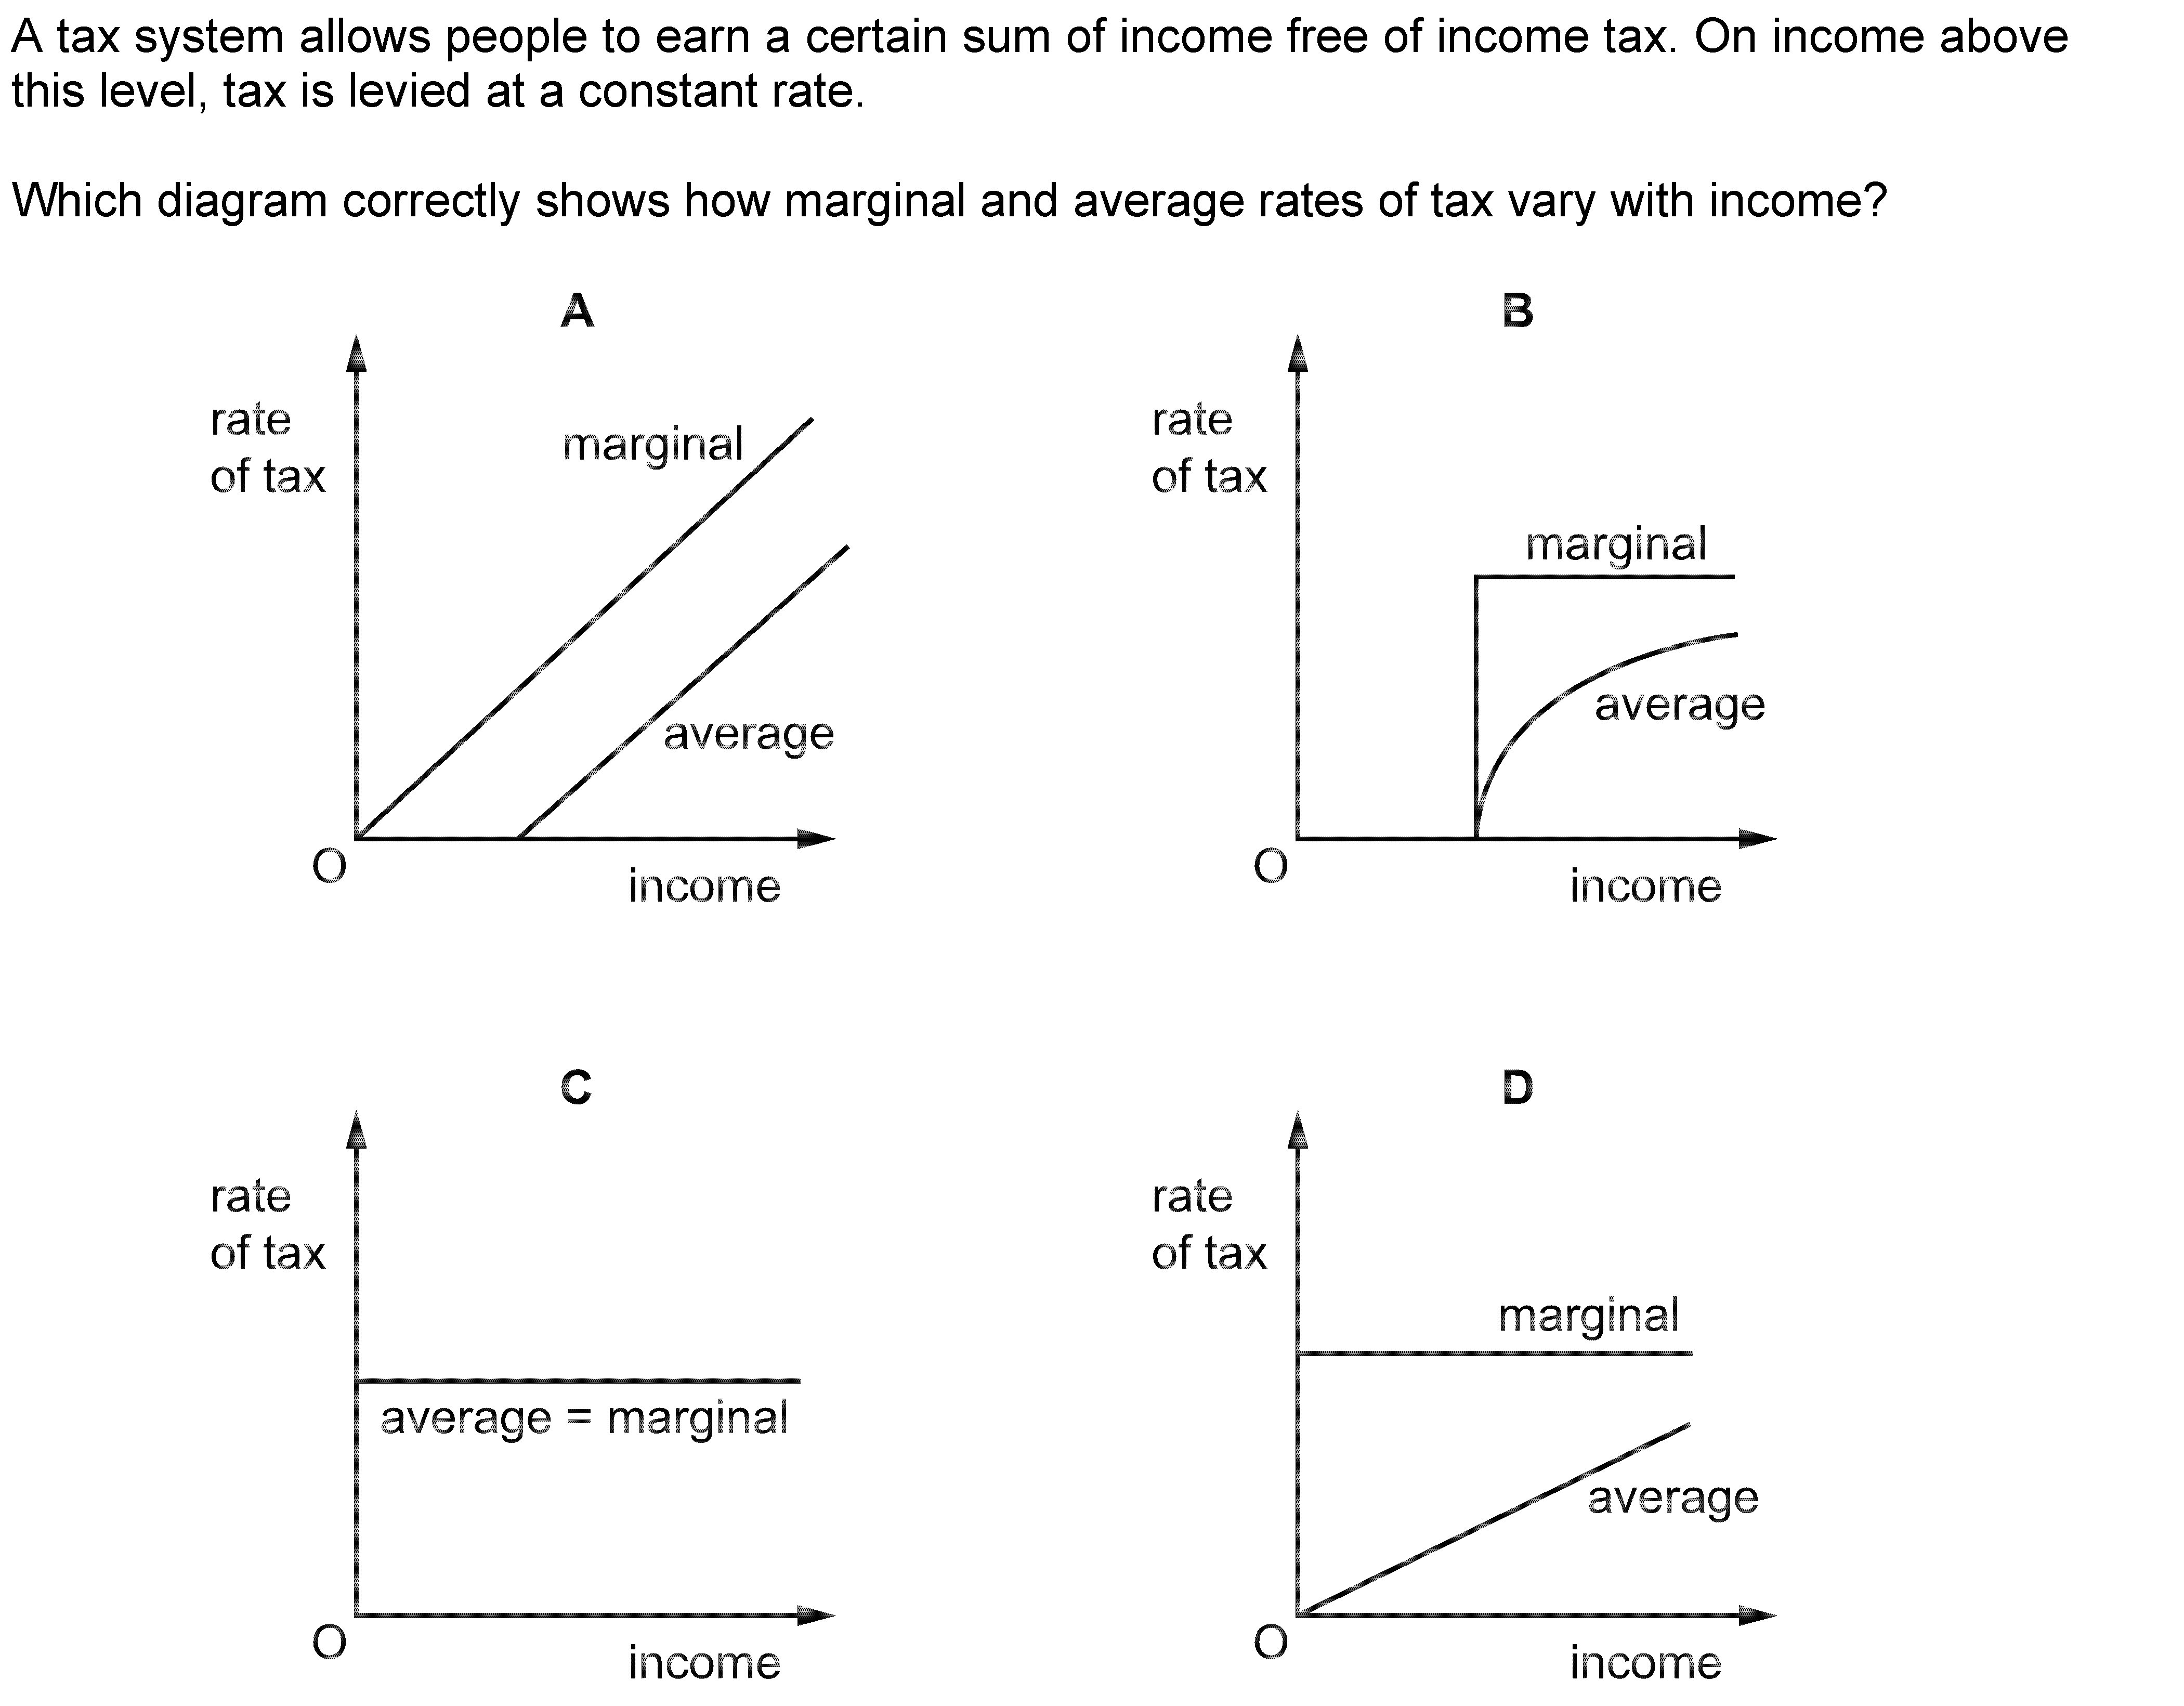 A tax system allows people to earn a certain sum of income free of income tax. On income above
this level, tax is levied at a constant rate.
Which diagram correctly shows how marginal and average rates of tax vary with income?
A
rate
of tax
marginal
average
O
income
B
rate
of tax
marginal
average
O
income
C
rate
of tax
average = marginal
O
income
D
rate
of tax
marginal
average
O
income